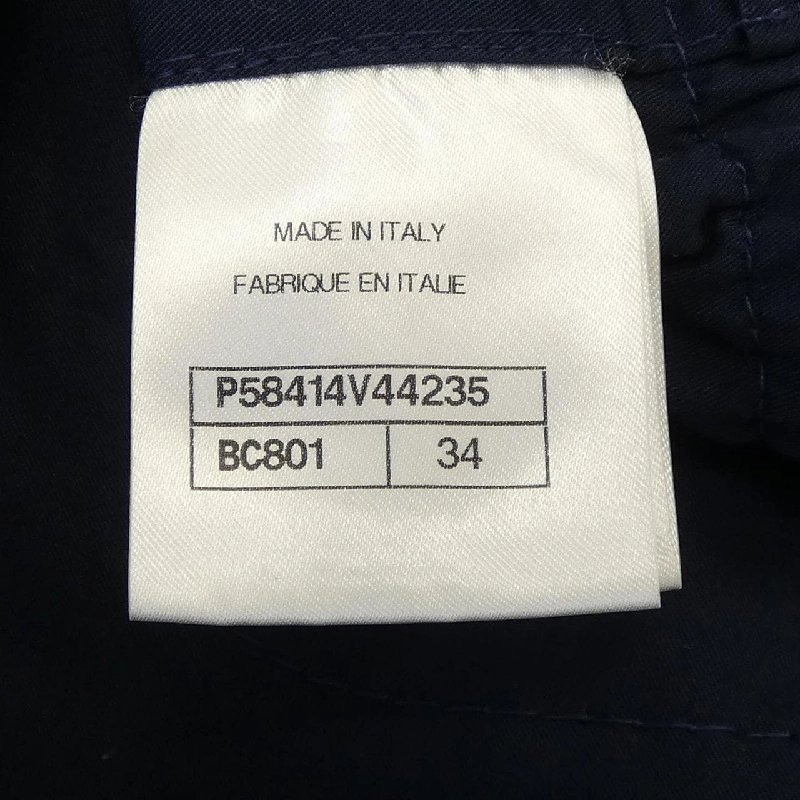 MADE IN ITALY
FABRIQUE EN ITALIE
P58414V44235
BC801 34